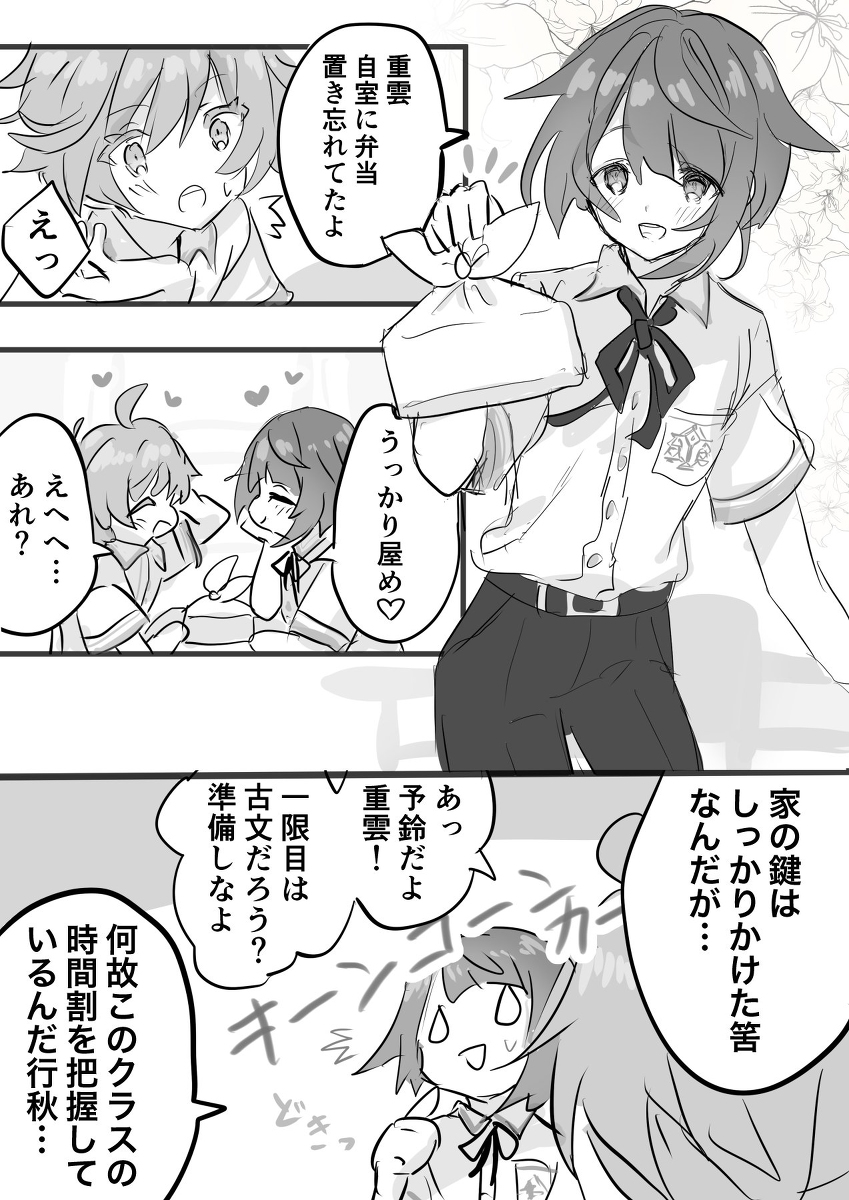 重雲
自室に弁当
置き忘れてたよ
えっ
うっかり屋め♡
えへへ…
あれ?
家の鍵は
しっかりかけた筈
なんだが…
キーンコーンカー
あっ
予鈴だよ
重雲!
一限目は
古文だろう?
準備しなよ
どきっ
何故このクラスの
時間割を把握して
いるんだ行秋…